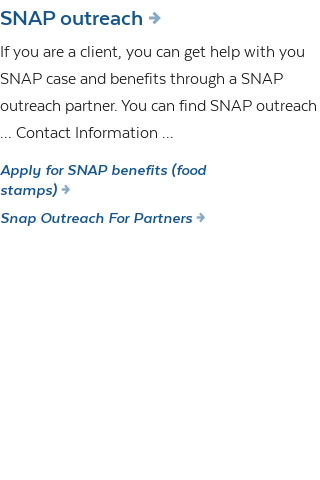 SNAP outreach
If you are a client, you can get help with you
SNAP case and benefits through a SNAP
outreach partner. You can find SNAP outreach
... Contact Information ...
Apply for SNAP benefits (food
stamps)
Snap Outreach For Partners